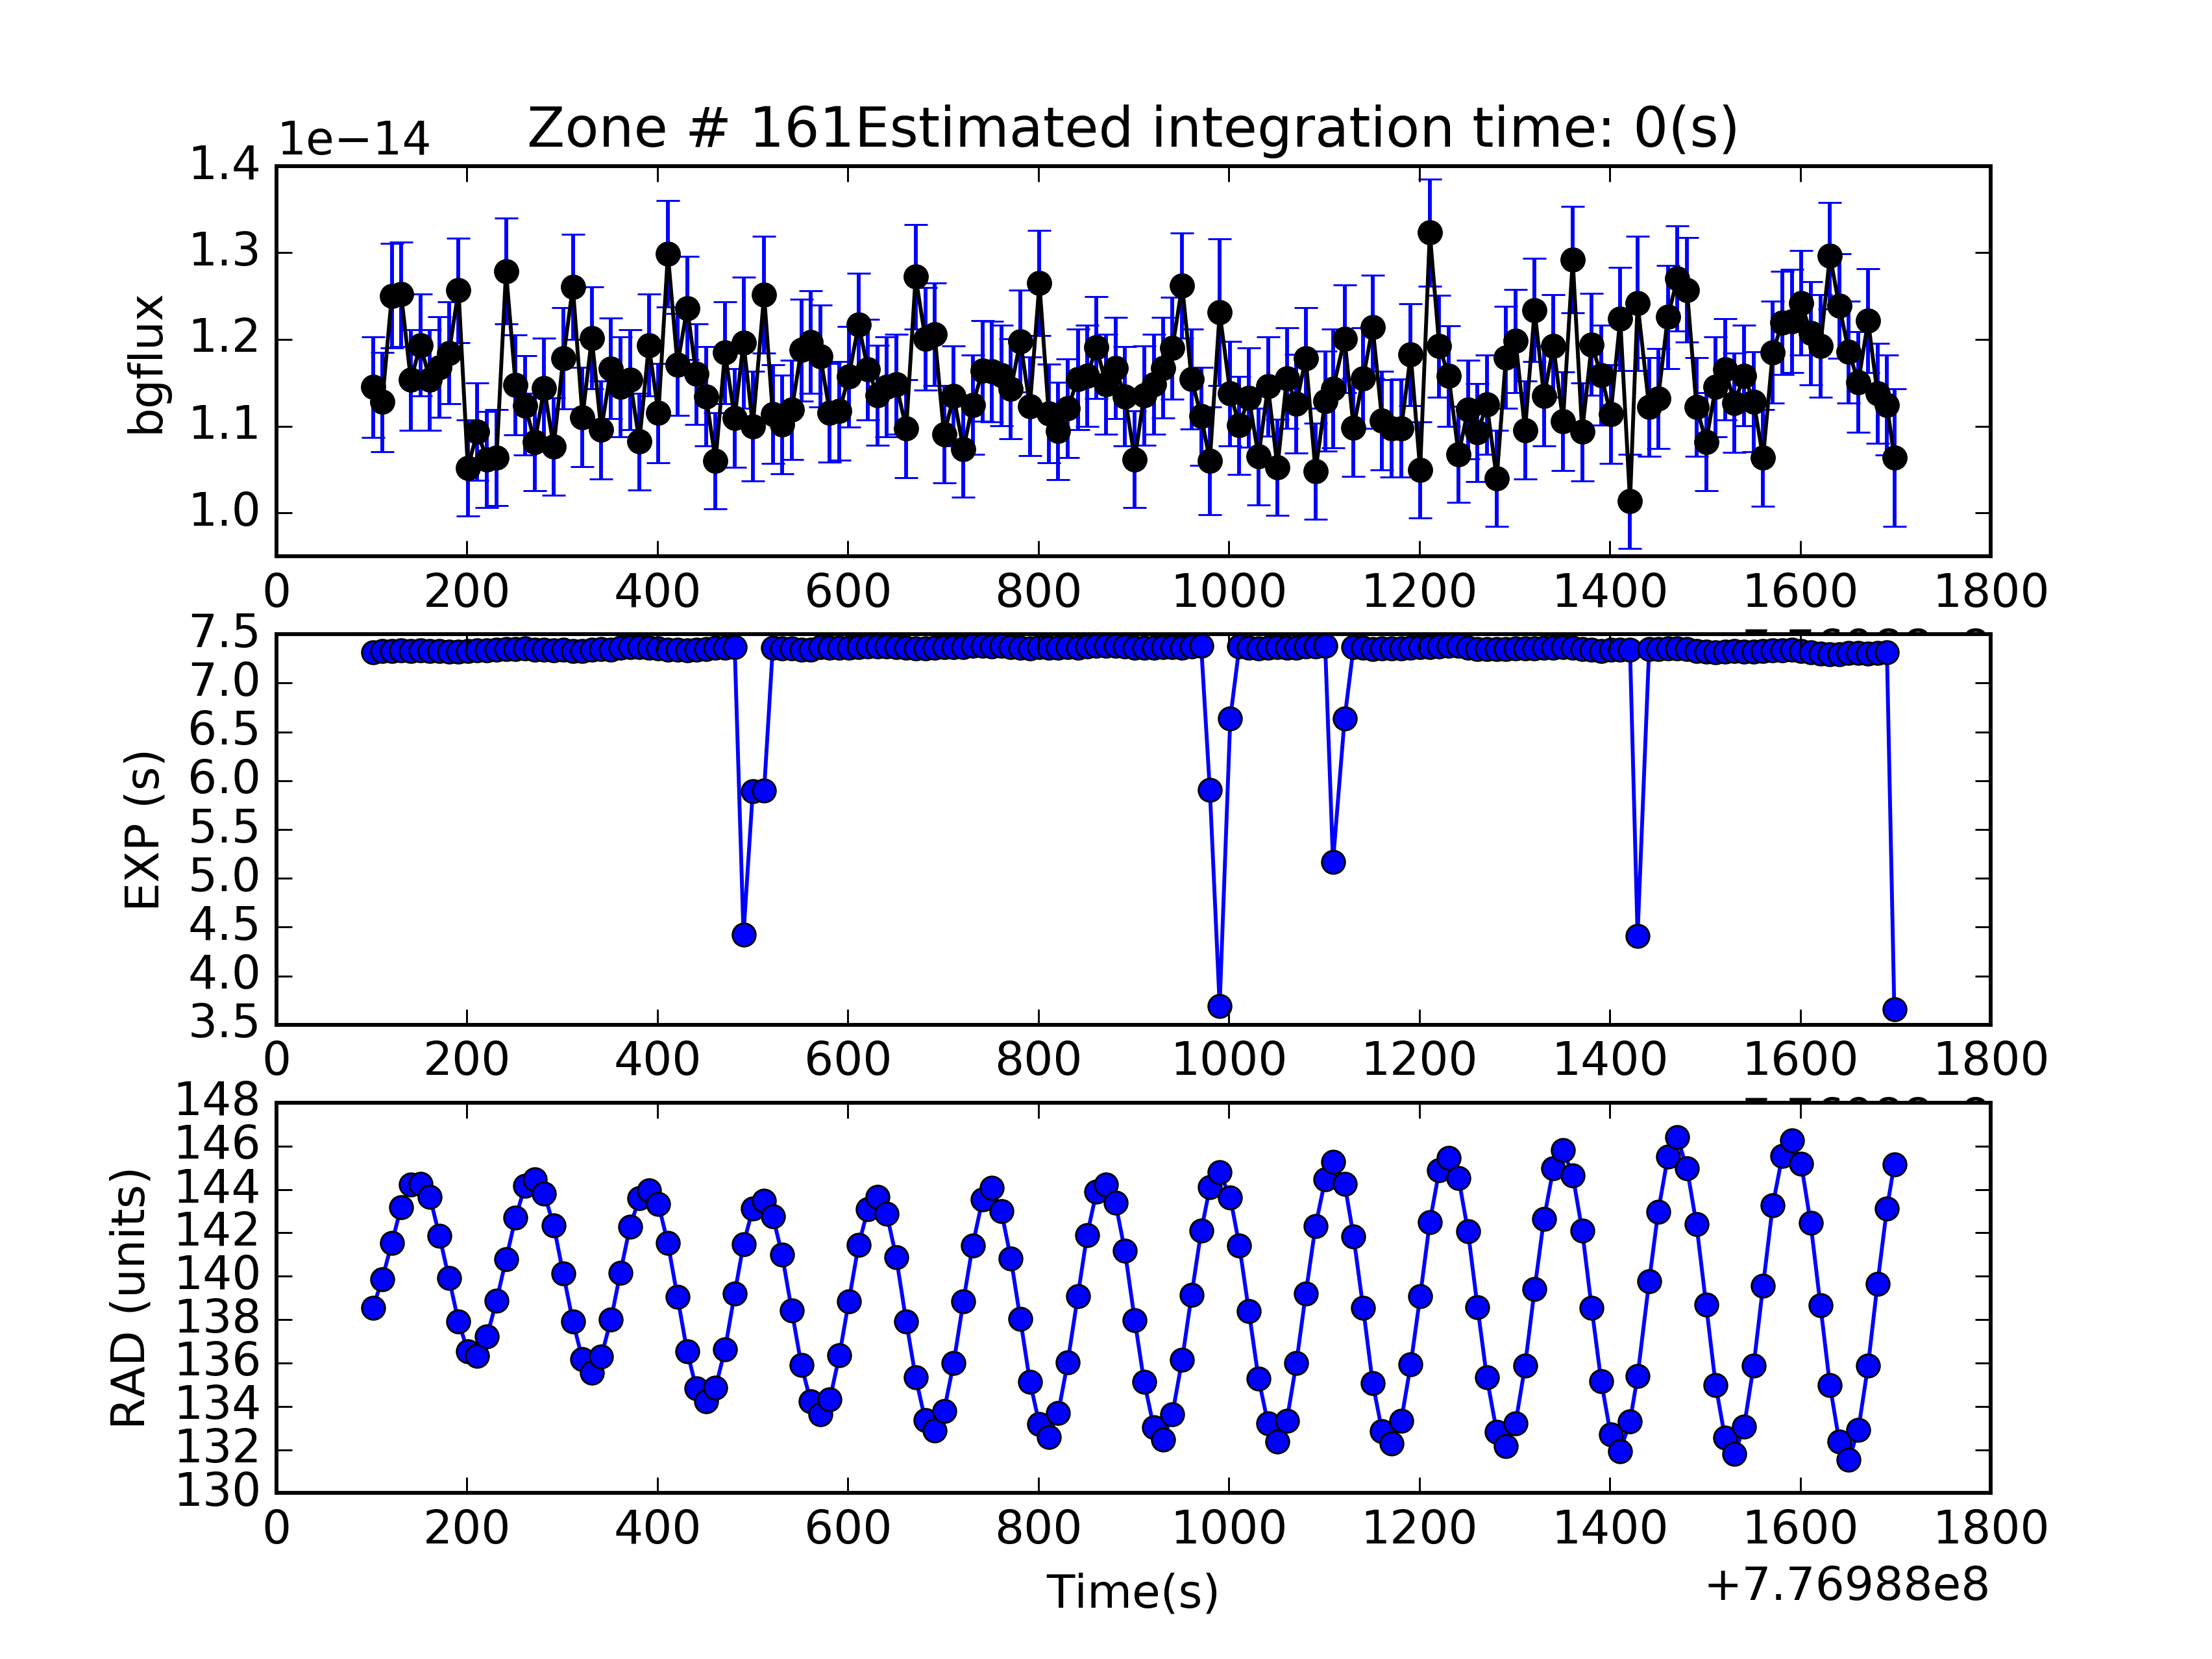 Zone # 161Estimated integration time: 0(s)
1e−14
1.4
1.3
1.2
1.1
1.0
bgflux
0 200 400 600 800 1000 1200 1400 1600 1800
7.5
7.0
6.5
6.0
5.5
5.0
4.5
4.0
3.5
EXP (s)
0 200 400 600 800 1000 1200 1400 1600 1800
148
146
144
142
140
138
136
134
132
130
RAD (units)
0 200 400 600 800 1000 1200 1400 1600 1800
Time(s)
+7.76988e8